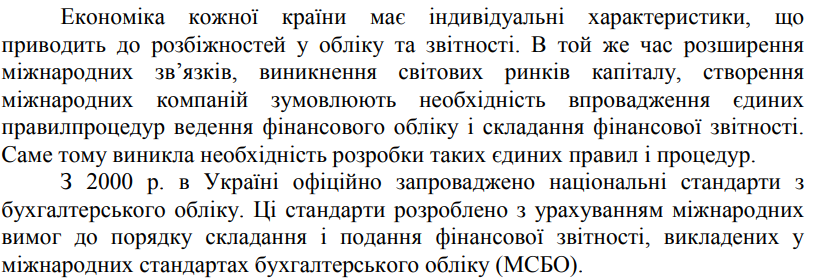 Економіка кожної країни має індивідуальні характеристики, що
приводить до розбіжностей у обліку та звітності. В той же час розширення
міжнародних зв’язків, виникнення світових ринків капіталу, створення
міжнародних компаній зумовлюють необхідність впровадження єдиних
правилпроцедур ведення фінансового обліку і складання фінансової звітності.
Саме тому виникла необхідність розробки таких єдиних правил і процедур.
З 2000 р. в Україні офіційно запроваджено національні стандарти з
бухгалтерського обліку. Ці стандарти розроблено з урахуванням міжнародних
вимог до порядку складання і подання фінансової звітності, викладених у
міжнародних стандартах бухгалтерського обліку (МСБО).